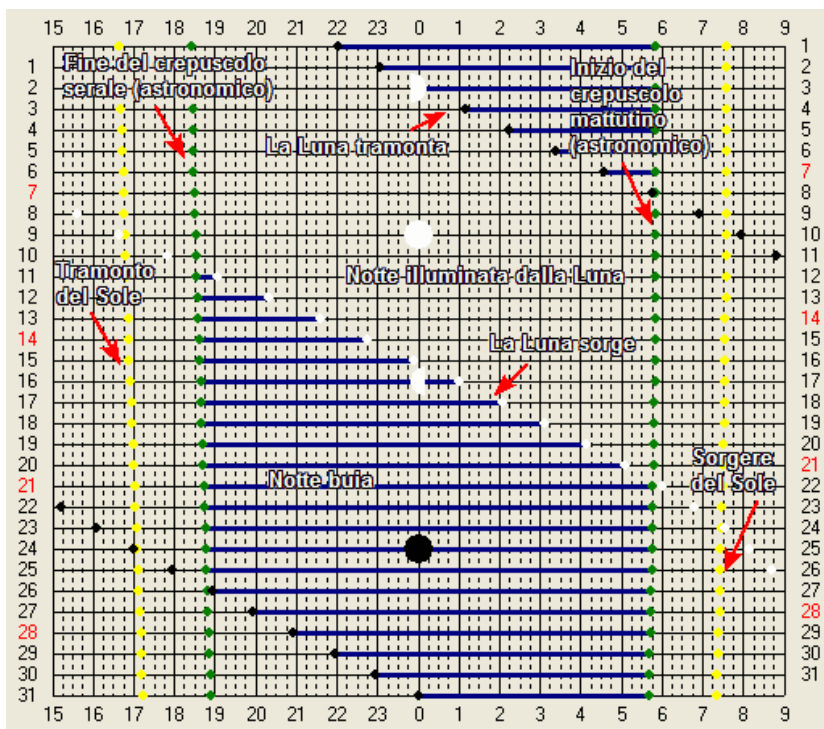 15 16 17 18 19 20 21 22 23 0 1 2 3 4 5 6 7 8 9
1
1 2
2 3
3 4
4 5
5 6
6 7
7 8
8 9
9 10
10 11
11 12
12 13
13 14
14 15
15 16
16 17
17 18
18 19
19 20
20 21
21 22
22 23
23 24
24 25
25 26
26 27
27 28
28 29
29 30
30 31
31
Fine del crepuscolo
serale (astronomico)
Inizio del
crepuscolo
mattutino
(astronomico)
La Luna tramonta
Tramonto
del Sole
Notte illuminata dalla Luna
La Luna sorge
Notte buia
Sorgere
del Sole
15 16 17 18 19 20 21 22 23 0 1 2 3 4 5 6 7 8 9